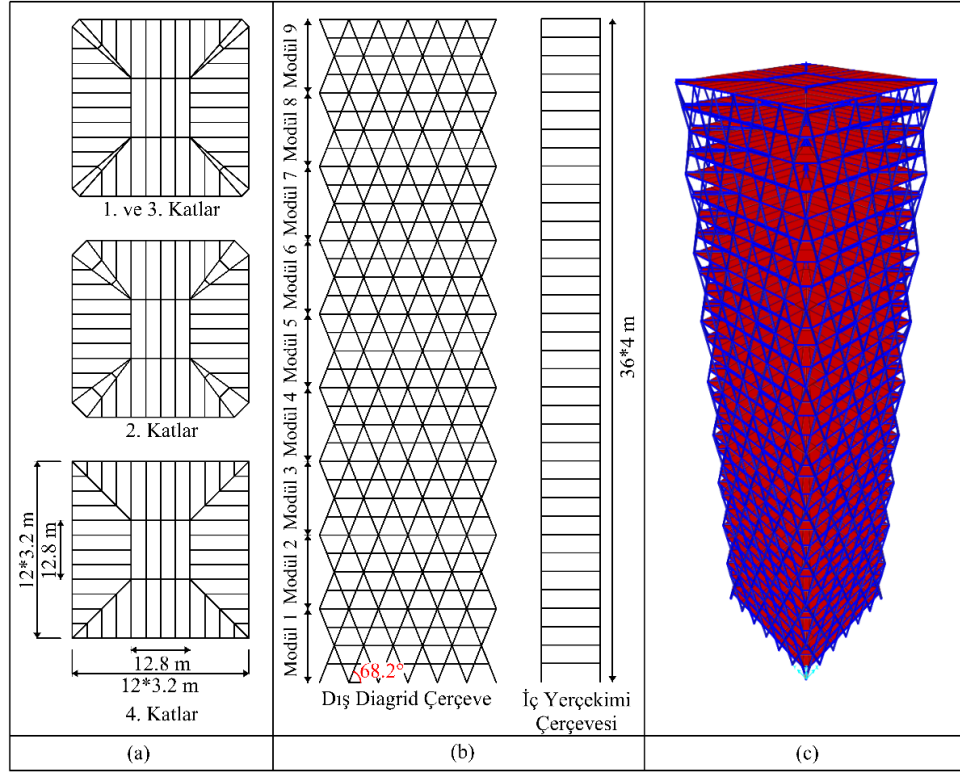 1. ve 3. Katlar
2. Katlar
12*3.2 m
12.8 m
12.8 m
12*3.2 m
4. Katlar
(a)
Modül 9
Modül 8
Modül 7
Modül 6
Modül 5
Modül 4
Modül 3
Modül 2
Modül 1
68.2°
Dış Diagrid Çerçeve
36*4 m
İç Yerçekimi
Çerçevesi
(b)
(c)